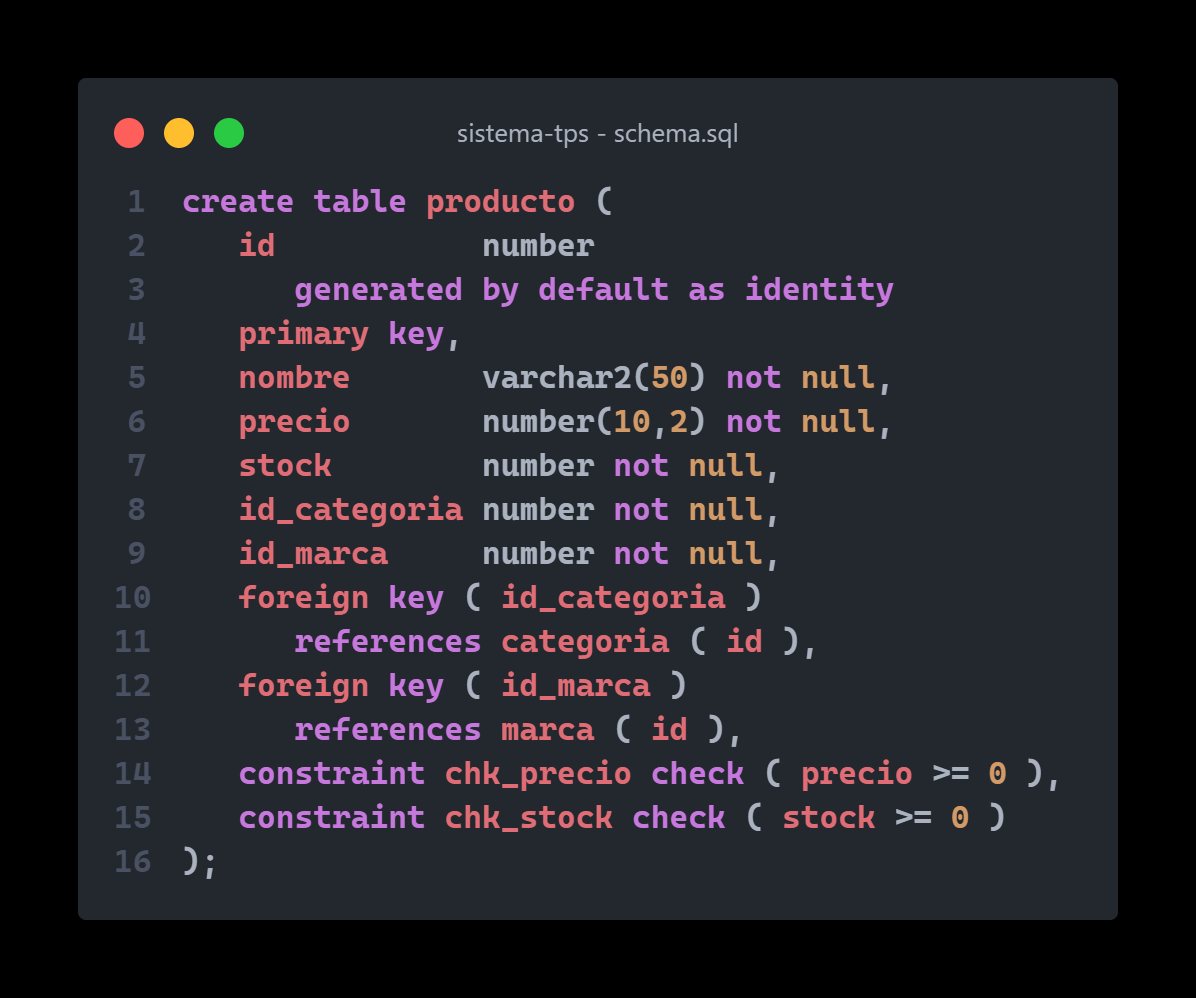 sistema-tps - schema.sql
1 create table producto (
2    id           number
3       generated by default as identity
4    primary key,
5    nombre       varchar2(50) not null,
6    precio       number(10,2) not null,
7    stock        number not null,
8    id_categoria number not null,
9    id_marca     number not null,
10    foreign key ( id_categoria )
11       references categoria ( id ),
12    foreign key ( id_marca )
13       references marca ( id ),
14    constraint chk_precio check ( precio >= 0 ),
15    constraint chk_stock check ( stock >= 0 )
16 );